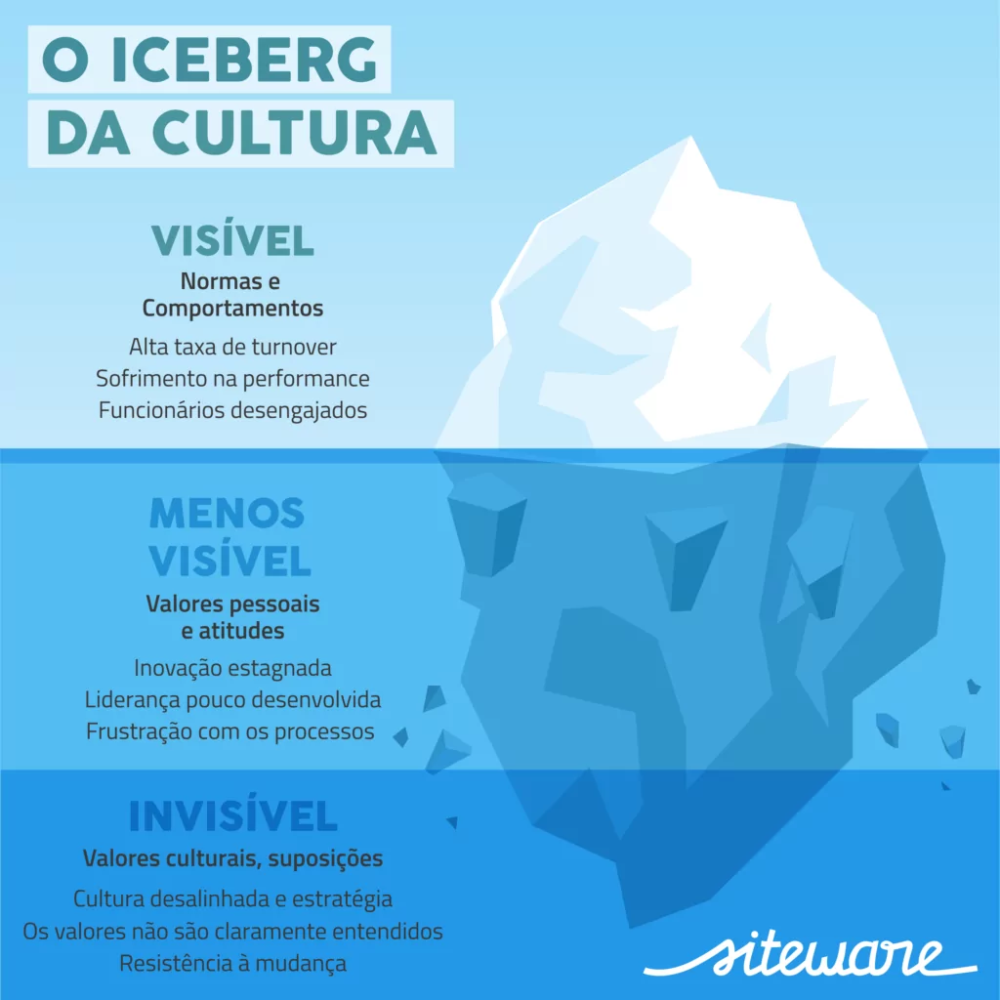 O ICEBERG
DA CULTURA
VISÍVEL
Normas e
Comportamentos
Alta taxa de turnover
Sofrimento na performance
Funcionários desengajados
MENOS
VISÍVEL
Valores pessoais
e atitudes
Inovação estagnada
Liderança pouco desenvolvida
Frustração com os processos
INVISÍVEL
Valores culturais, suposições
Cultura desalinhada e estratégia
Os valores não são claramente entendidos
Resistência à mudança
siteware